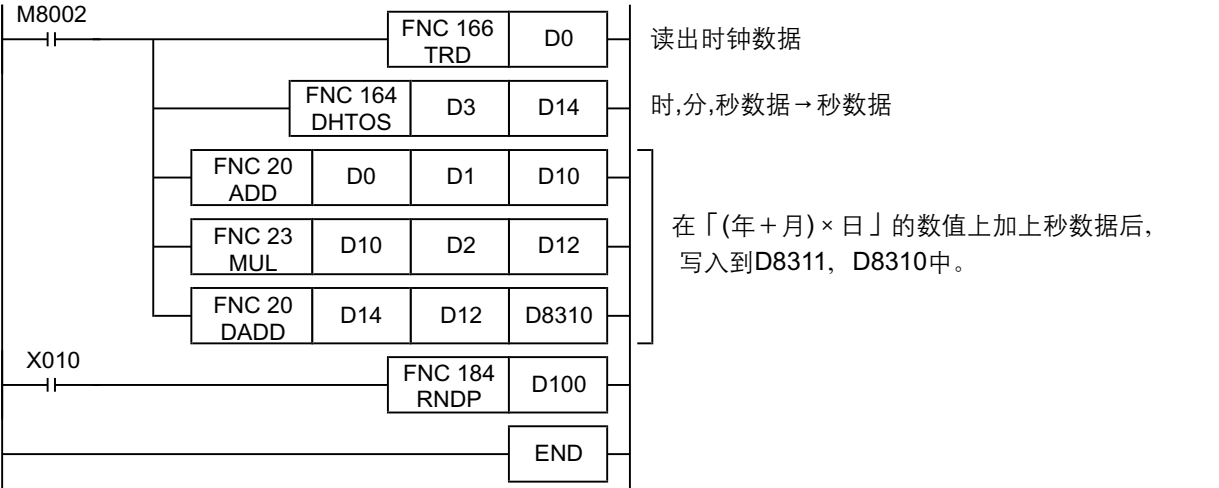 M8002
FNC 166 TRD D0 读出时钟数据
FNC 164 DHTOS D3 D14 时,分,秒数据→秒数据
FNC 20 ADD D0 D1 D10
FNC 23 MUL D10 D2 D12
在「(年＋月)×日」的数值上加上秒数据后,
写入到D8311，D8310中。
FNC 20 DADD D14 D12 D8310
X010
FNC 184 RNDP D100
END